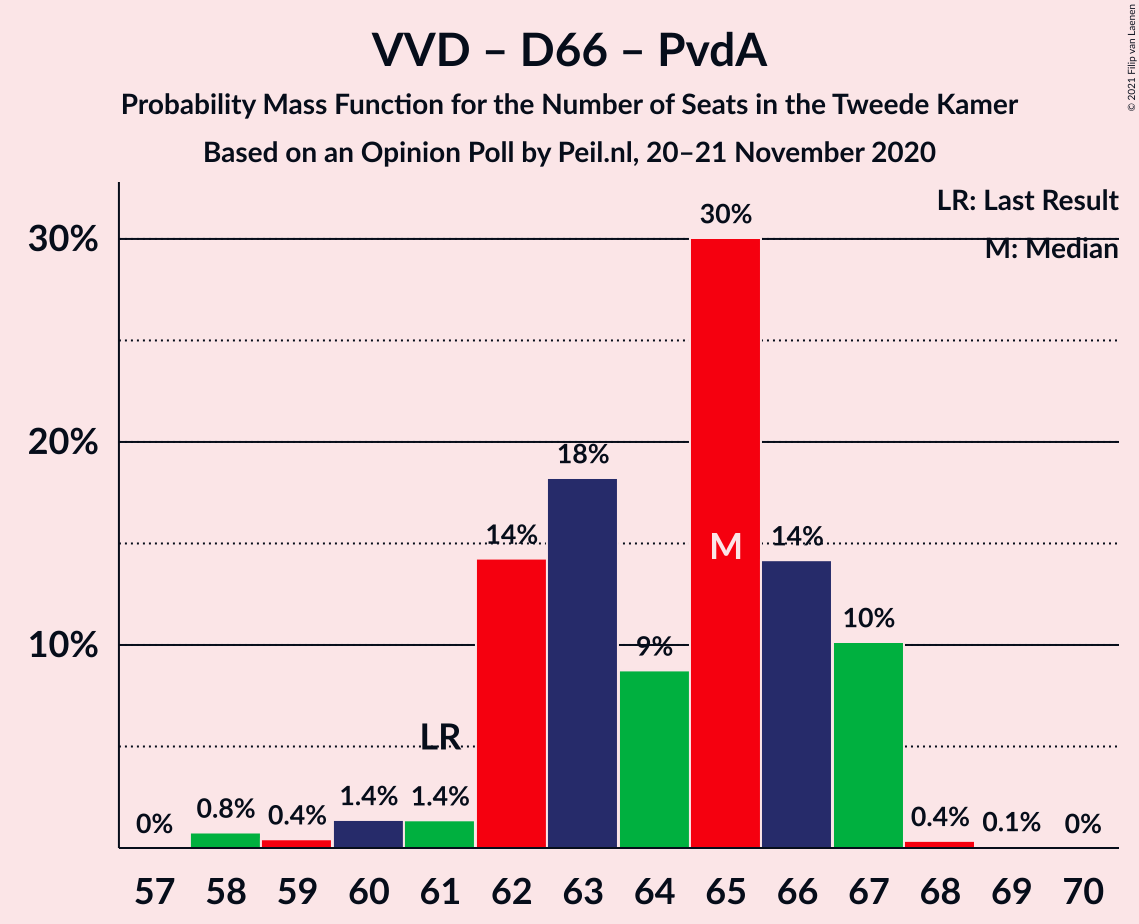 VVD – D66 – PvdA
Probability Mass Function for the Number of Seats in the Tweede Kamer
Based on an Opinion Poll by Peil.nl, 20–21 November 2020
© 2021 Filip van Laenen
LR: Last Result
M: Median
30%
20%
10%
0%
0.8%
0.4%
1.4%
1.4%
LR
14%
18%
9%
30%
M
14%
10%
0.4%
0.1%
0%
57 58 59 60 61 62 63 64 65 66 67 68 69 70